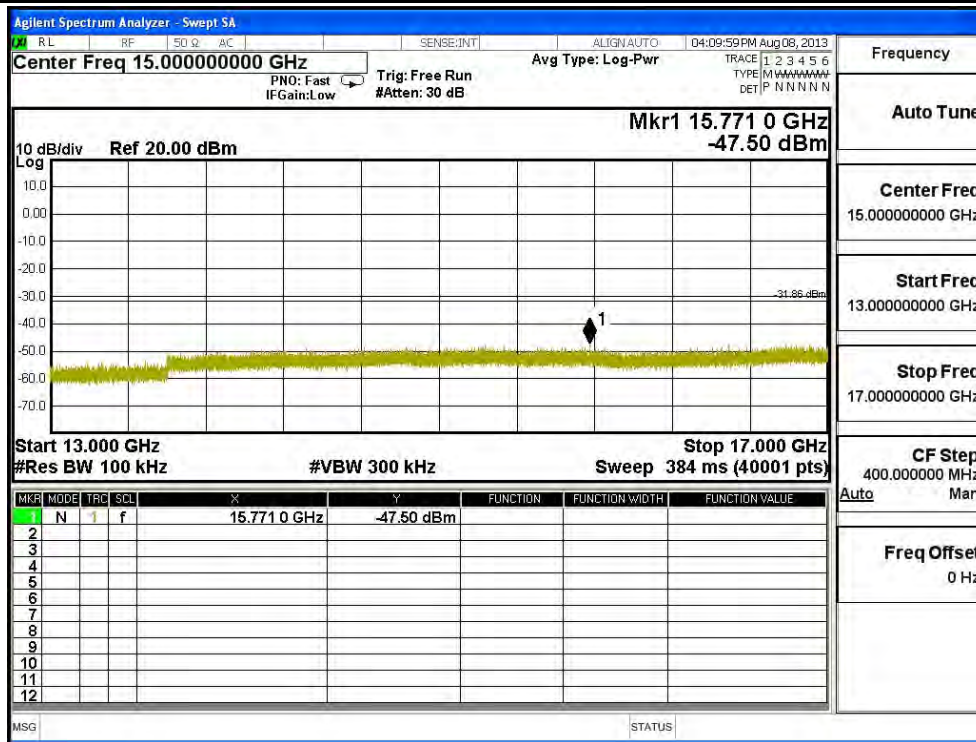 Agilent Spectrum Analyzer - Swept SA
RL RF 50 Ω AC SENSE:INT ALIGNAUTO 04:09:59 PM Aug 08, 2013
Center Freq 15.000000000 GHz Avg Type: Log-Pwr TRACE 1 2 3 4 5 6
PNO: Fast Trig: Free Run TYPE M WWWWW
IFGain:Low #Atten: 30 dB DET P N N N N N
Mkr1 15.771 0 GHz
-47.50 dBm
10 dB/div Ref 20.00 dBm
Log
10.0
0.00
-10.0
-20.0
-30.0 -31.86 dBm
1
-40.0
-50.0
-60.0
-70.0
Start 13.000 GHz Stop 17.000 GHz
#Res BW 100 kHz #VBW 300 kHz Sweep 384 ms (40001 pts)
MKR MODE TRC SCL X Y FUNCTION FUNCTION WIDTH FUNCTION VALUE
1 N 1 f 15.771 0 GHz -47.50 dBm
2
3
4
5
6
7
8
9
10
11
12
MSG STATUS
Frequency
Auto Tune
Center Freq
15.000000000 GHz
Start Freq
13.000000000 GHz
Stop Freq
17.000000000 GHz
CF Step
400.000000 MHz
Auto Man
Freq Offset
0 Hz